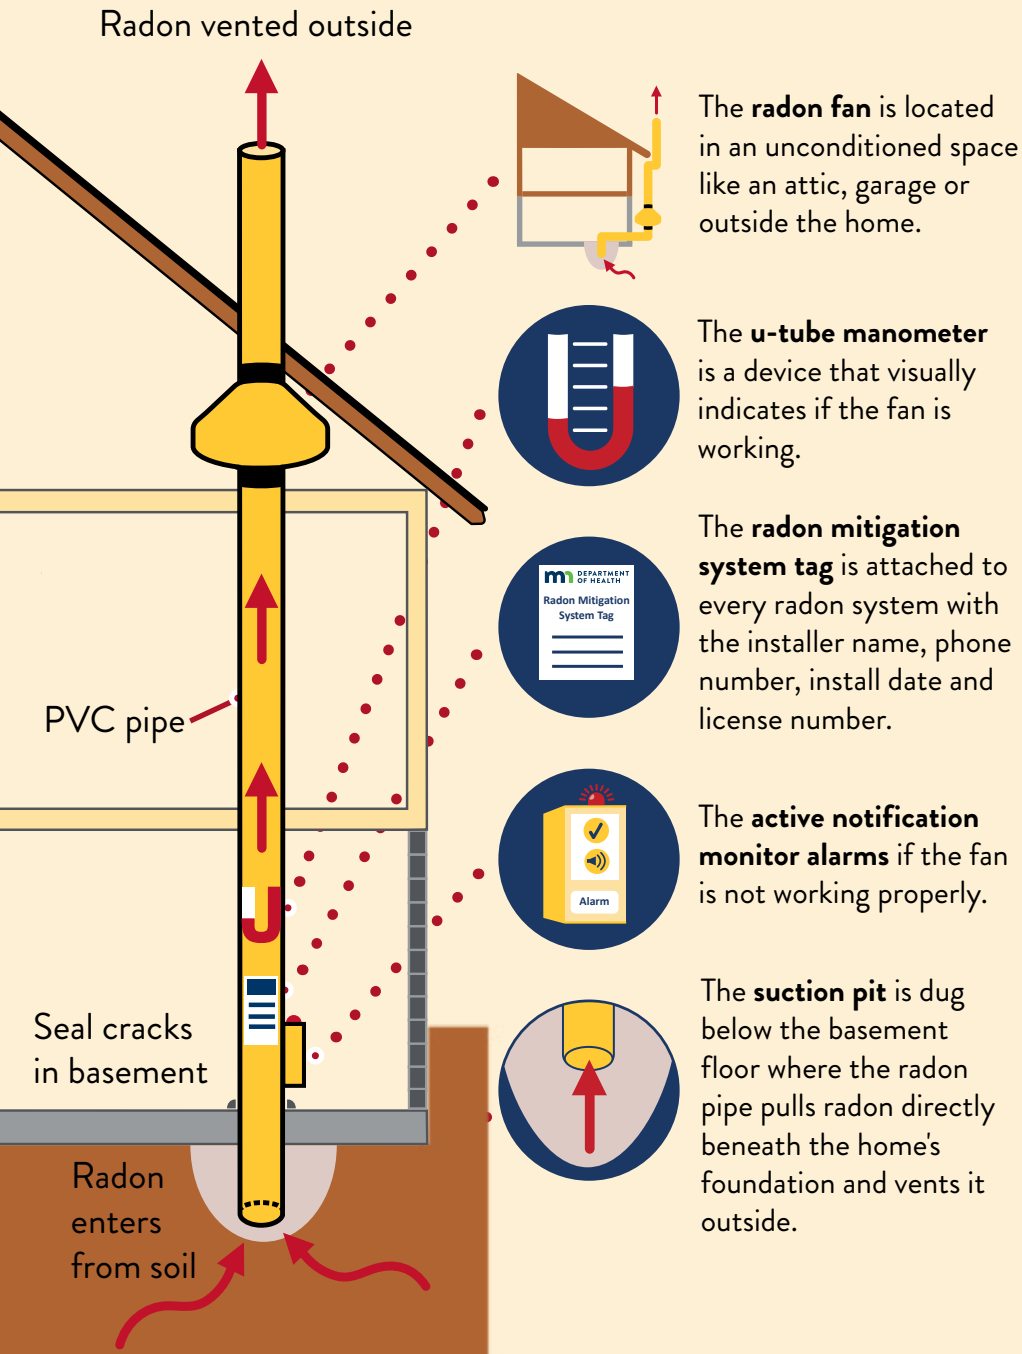 Radon vented outside
The radon fan is located
in an unconditioned space
like an attic, garage or
outside the home.
The u-tube manometer
is a device that visually
indicates if the fan is
working.
The radon mitigation
system tag is attached to
every radon system with
the installer name, phone
number, install date and
license number.
mn DEPARTMENT
OF HEALTH
Radon Mitigation
System Tag
PVC pipe
The active notification
monitor alarms if the fan
is not working properly.
Alarm
Seal cracks
in basement
The suction pit is dug
below the basement
floor where the radon
pipe pulls radon directly
beneath the home's
foundation and vents it
outside.
Radon
enters
from soil